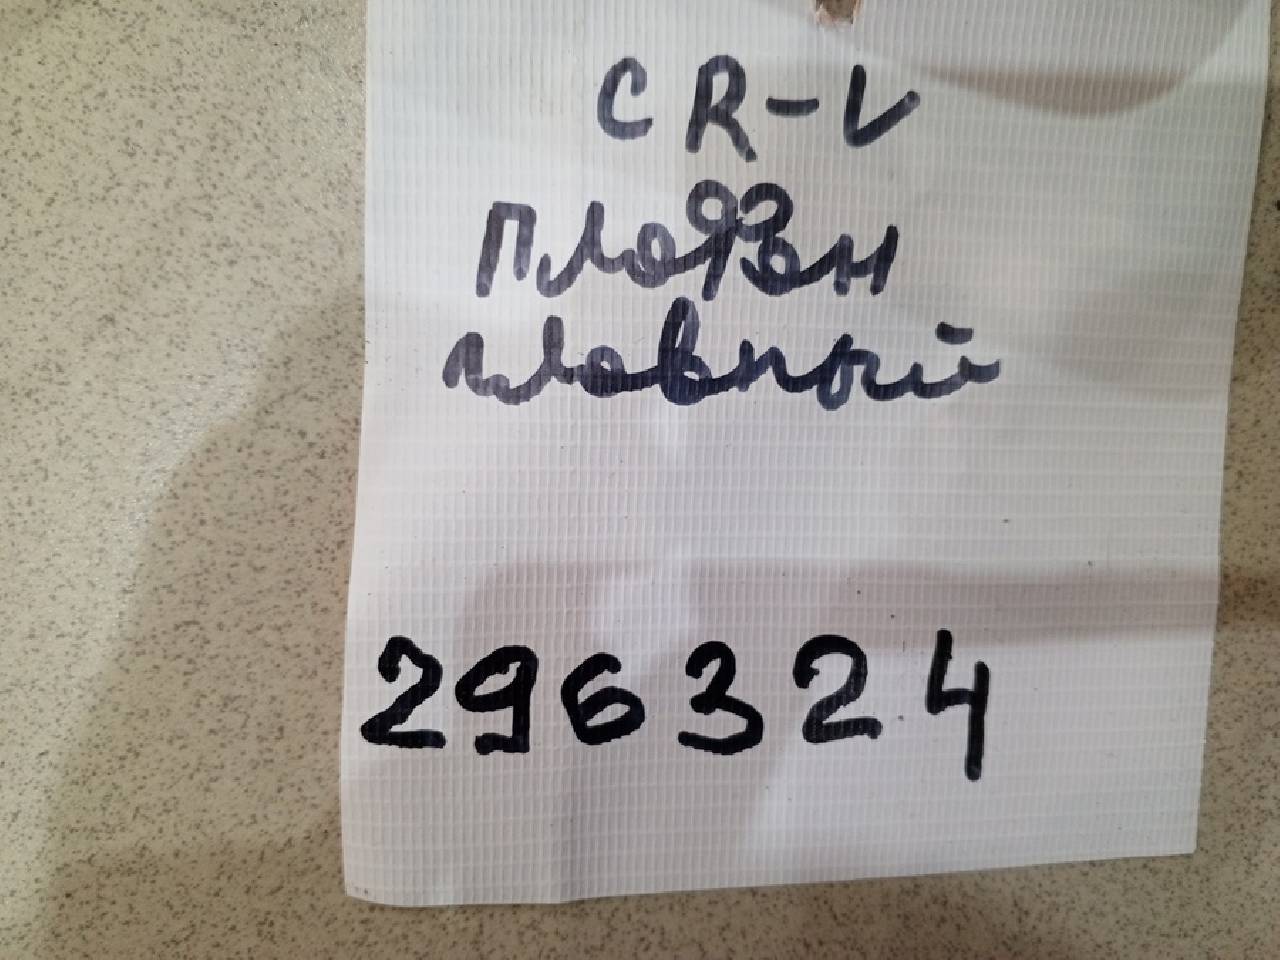 CR-V
Плафон
главный
296324